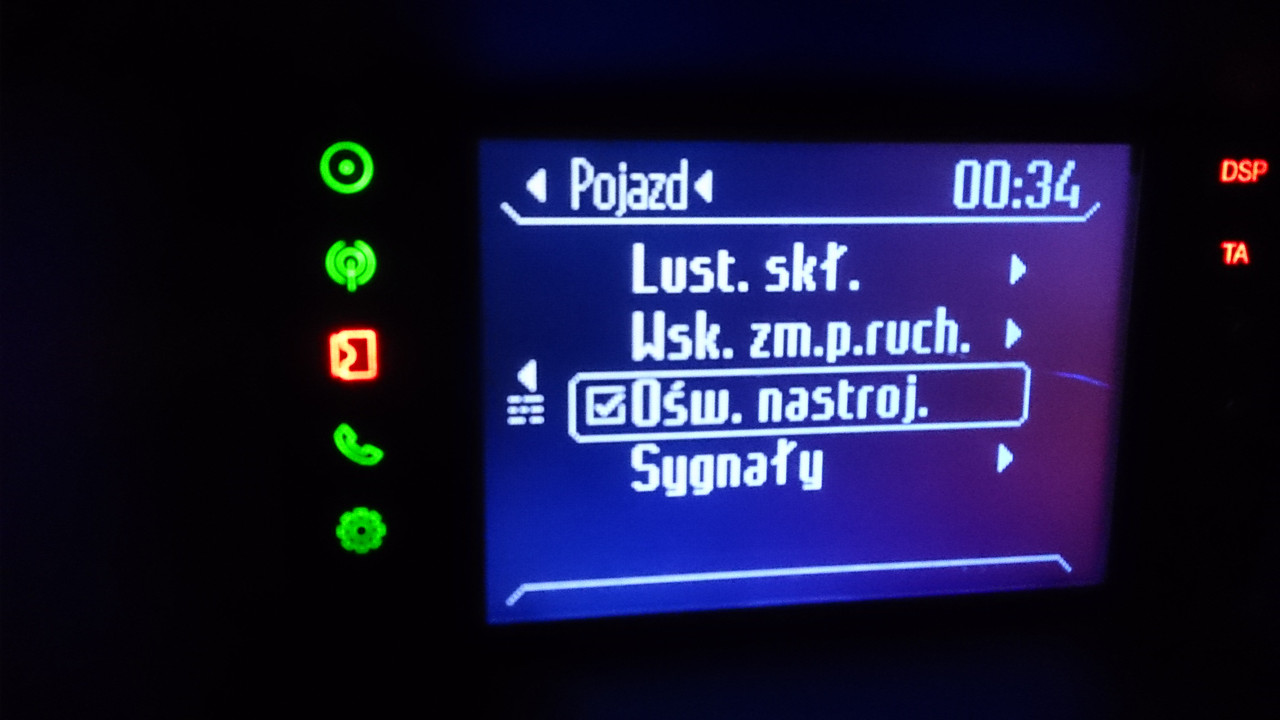 Pojazd 00:34
DSP
Lust. skł.
TA
Wsk. zm.p.ruch.
Ośw. nastroj.
Sygnały